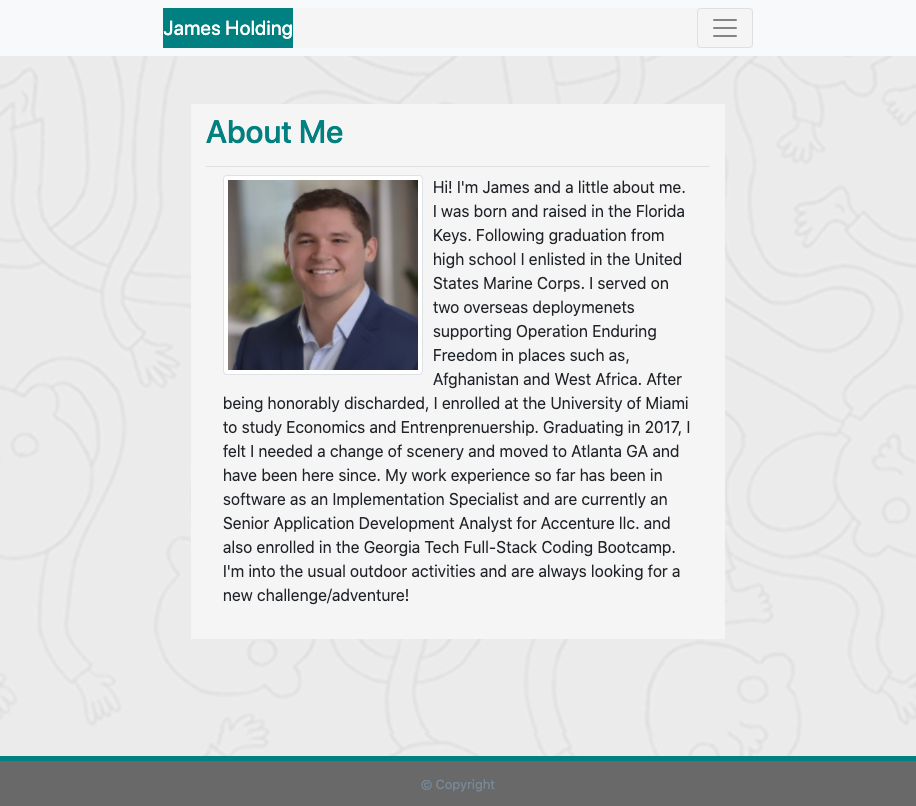 James Holding
About Me
Hi! I'm James and a little about me.
I was born and raised in the Florida
Keys. Following graduation from
high school I enlisted in the United
States Marine Corps. I served on
two overseas deploymenets
supporting Operation Enduring
Freedom in places such as,
Afghanistan and West Africa. After
being honorably discharded, I enrolled at the University of Miami
to study Economics and Entrenprenuership. Graduating in 2017, I
felt I needed a change of scenery and moved to Atlanta GA and
have been here since. My work experience so far has been in
software as an Implementation Specialist and are currently an
Senior Application Development Analyst for Accenture llc. and
also enrolled in the Georgia Tech Full-Stack Coding Bootcamp.
I'm into the usual outdoor activities and are always looking for a
new challenge/adventure!
© Copyright